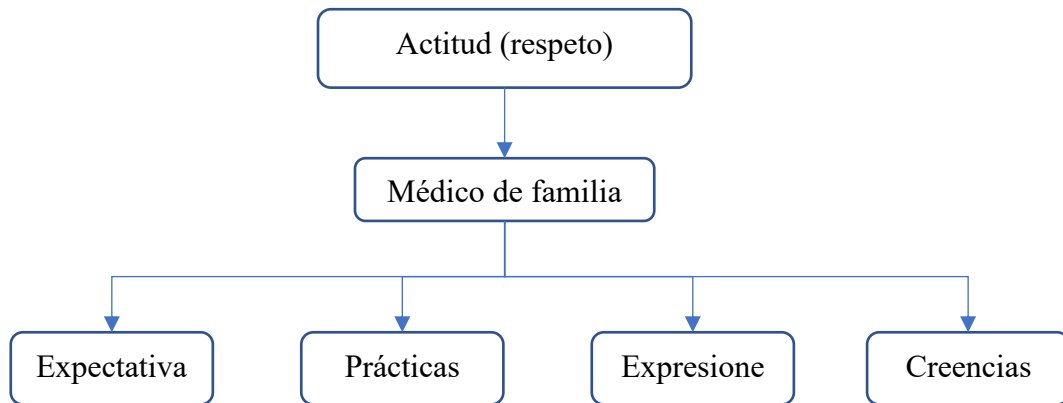 Actitud (respeto)
Médico de familia
Expectativa
Prácticas
Expresione
Creencias